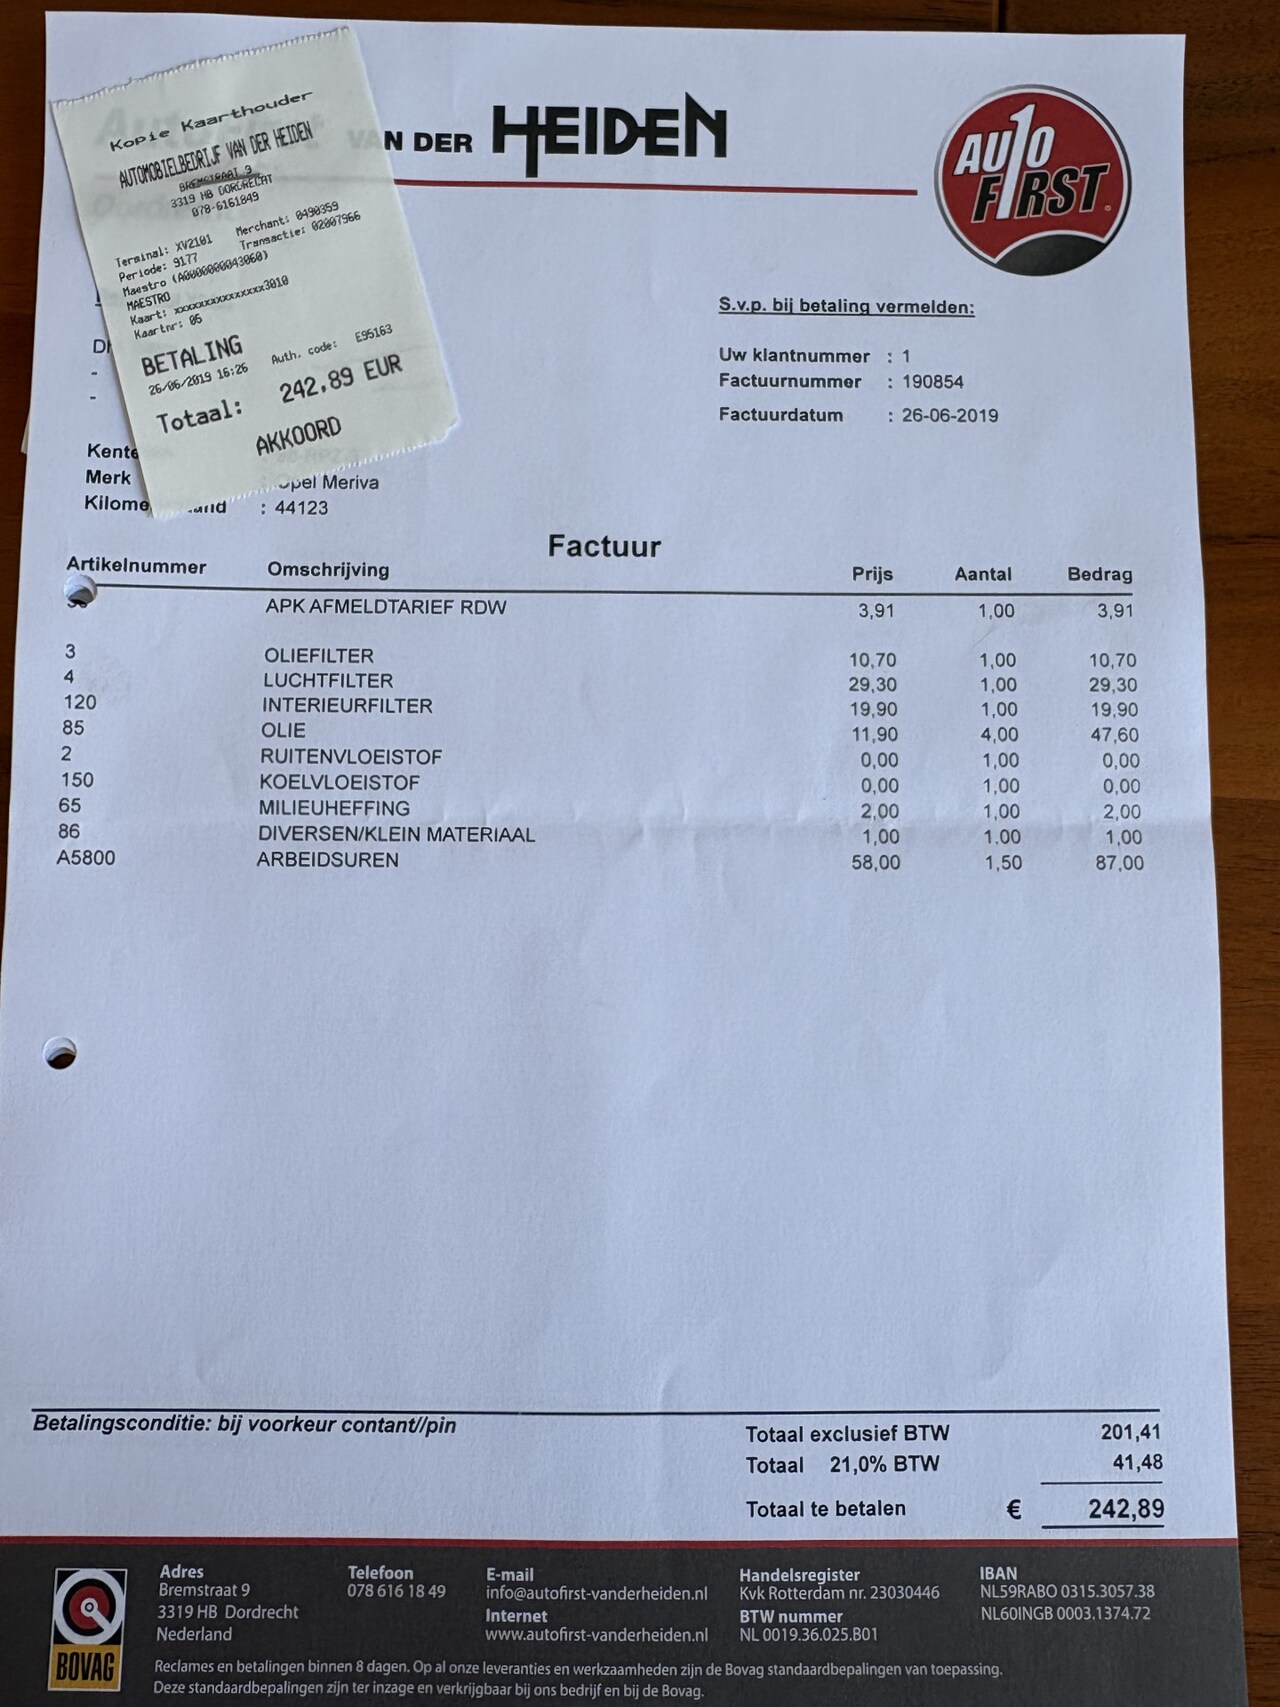 Kopie Kaarthouder
AUTOMOBIELBEDRIJF VAN DER HEIDEN
BREMSTRAAT 9
3319 HB DORDRECHT
078-6161849
Terminal: XV2101 Merchant: 0490359
Periode: 9177 Transactie: 02007966
Maestro (A0000000043060)
MAESTRO
Kaart: xxxxxxxxxxxxxxx3010
Kaartnr: 05
BETALING
26/06/2019 16:26 Auth. code: E95163
Totaal: 242,89 EUR
AKKOORD
VAN DER HEIDEN
AUTO FIRST
S.v.p. bij betaling vermelden:
Uw klantnummer : 1
Factuurnummer : 190854
Factuurdatum : 26-06-2019
Merk : Opel Meriva
: 44123
Factuur
Artikelnummer Omschrijving Prijs Aantal Bedrag
APK AFMELDTARIEF RDW 3,91 1,00 3,91
3 OLIEFILTER 10,70 1,00 10,70
4 LUCHTFILTER 29,30 1,00 29,30
120 INTERIEURFILTER 19,90 1,00 19,90
85 OLIE 11,90 4,00 47,60
2 RUITENVLOEISTOF 0,00 1,00 0,00
150 KOELVLOEISTOF 0,00 1,00 0,00
65 MILIEUHEFFING 2,00 1,00 2,00
86 DIVERSEN/KLEIN MATERIAAL 1,00 1,00 1,00
A5800 ARBEIDSUREN 58,00 1,50 87,00
Betalingsconditie: bij voorkeur contant//pin
Totaal exclusief BTW 201,41
Totaal 21,0% BTW 41,48
Totaal te betalen € 242,89
BOVAG
Adres
Bremstraat 9
3319 HB Dordrecht
Nederland
Telefoon
078 616 18 49
E-mail
info@autofirst-vanderheiden.nl
Internet
www.autofirst-vanderheiden.nl
Handelsregister
Kvk Rotterdam nr. 23030446
BTW nummer
NL 0019.36.025.B01
IBAN
NL59RABO 0315.3057.38
NL60INGB 0003.1374.72
Reclames en betalingen binnen 8 dagen. Op al onze leveranties en werkzaamheden zijn de Bovag standaardbepalingen van toepassing.
Deze standaardbepalingen zijn ter inzage en verkrijgbaar bij ons bedrijf en bij de Bovag.